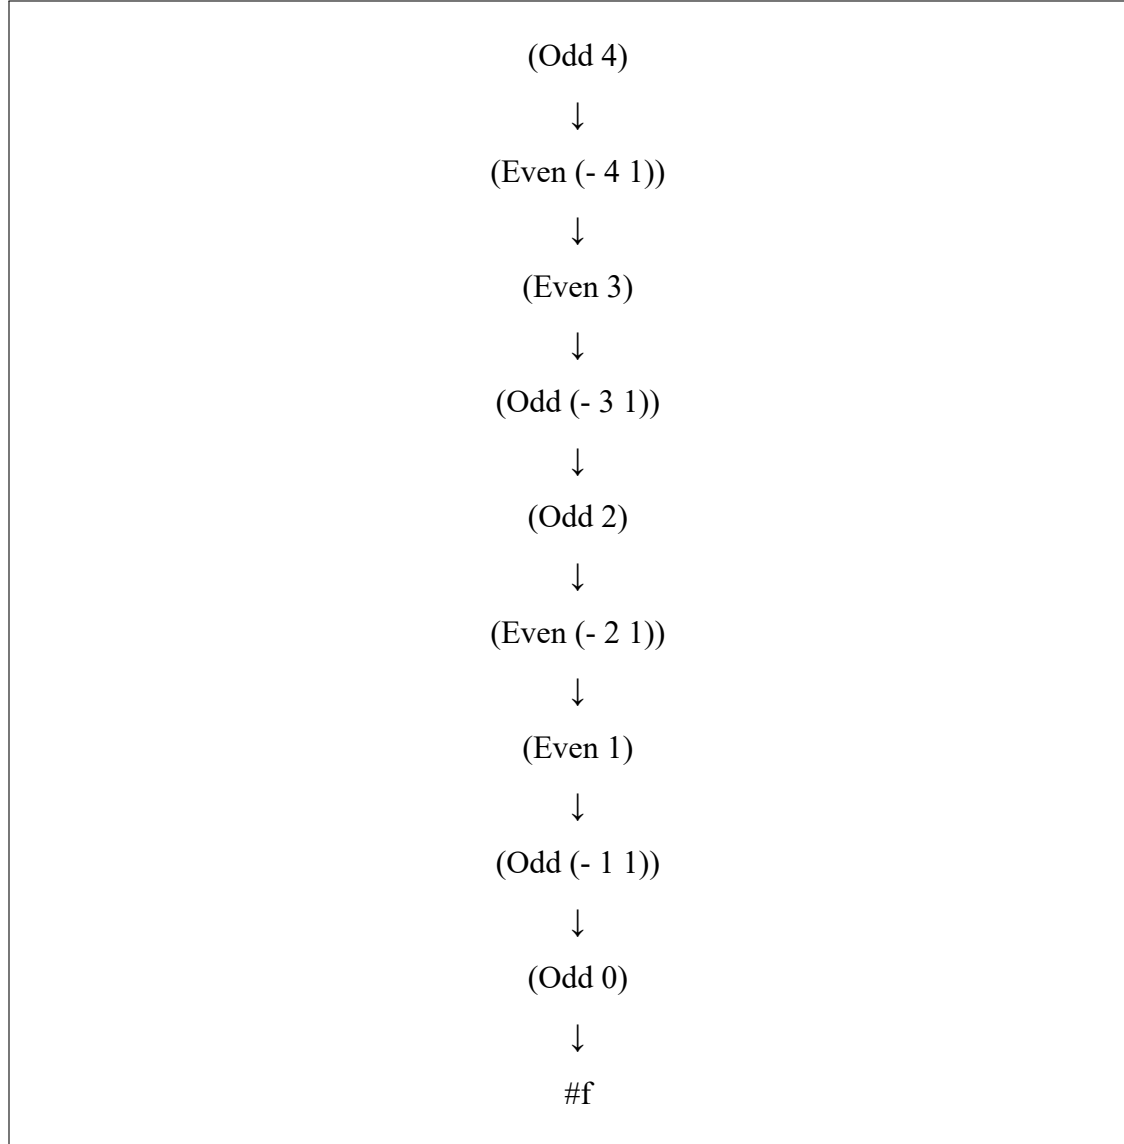 (Odd 4)
↓
(Even (- 4 1))
↓
(Even 3)
↓
(Odd (- 3 1))
↓
(Odd 2)
↓
(Even (- 2 1))
↓
(Even 1)
↓
(Odd (- 1 1))
↓
(Odd 0)
↓
#f